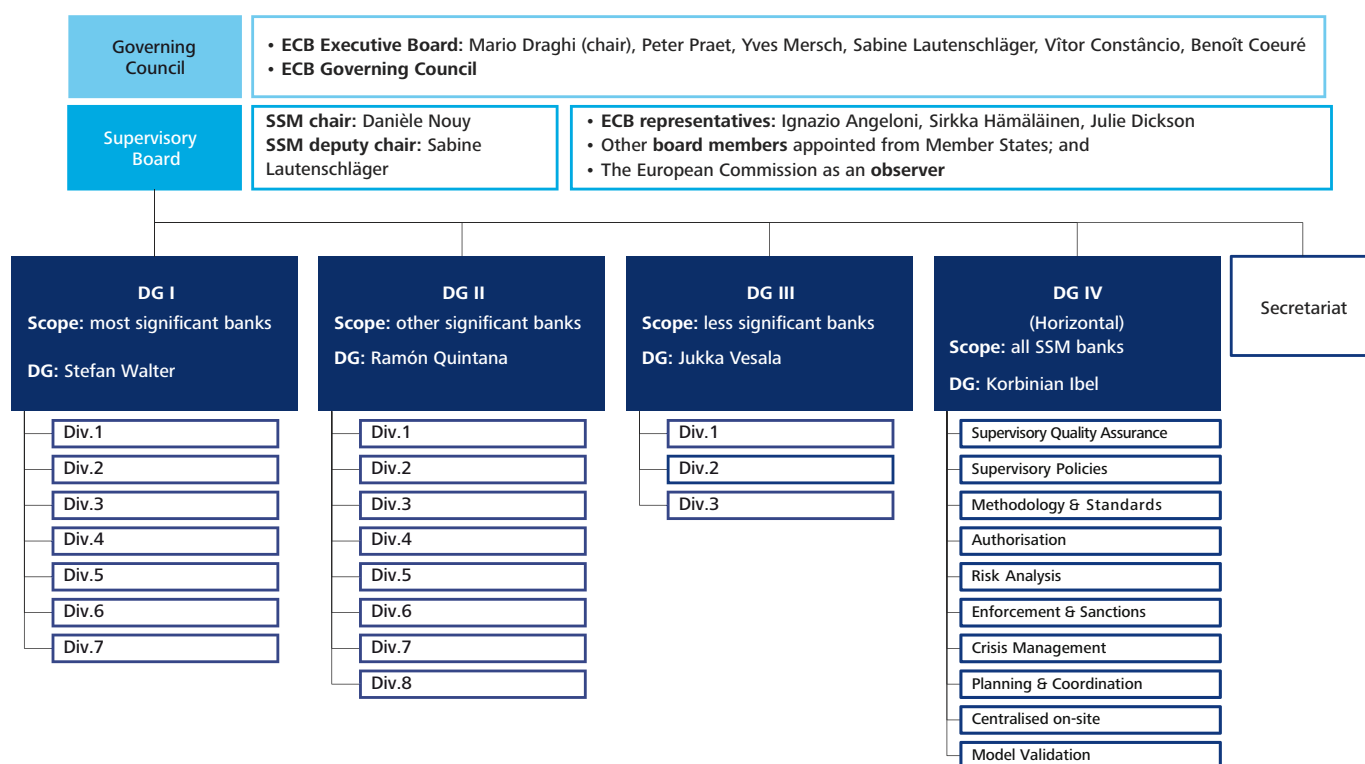 Governing
Council
• ECB Executive Board: Mario Draghi (chair), Peter Praet, Yves Mersch, Sabine Lautenschläger, Vîtor Constâncio, Benoît Coeuré
• ECB Governing Council
Supervisory
Board
SSM chair: Danièle Nouy
SSM deputy chair: Sabine
Lautenschläger
• ECB representatives: Ignazio Angeloni, Sirkka Hämäläinen, Julie Dickson
• Other board members appointed from Member States; and
• The European Commission as an observer
DG I
Scope: most significant banks
DG: Stefan Walter
Div.1
Div.2
Div.3
Div.4
Div.5
Div.6
Div.7
DG II
Scope: other significant banks
DG: Ramón Quintana
Div.1
Div.2
Div.3
Div.4
Div.5
Div.6
Div.7
Div.8
DG III
Scope: less significant banks
DG: Jukka Vesala
Div.1
Div.2
Div.3
DG IV
(Horizontal)
Scope: all SSM banks
DG: Korbinian Ibel
Supervisory Quality Assurance
Supervisory Policies
Methodology & Standards
Authorisation
Risk Analysis
Enforcement & Sanctions
Crisis Management
Planning & Coordination
Centralised on-site
Model Validation
Secretariat